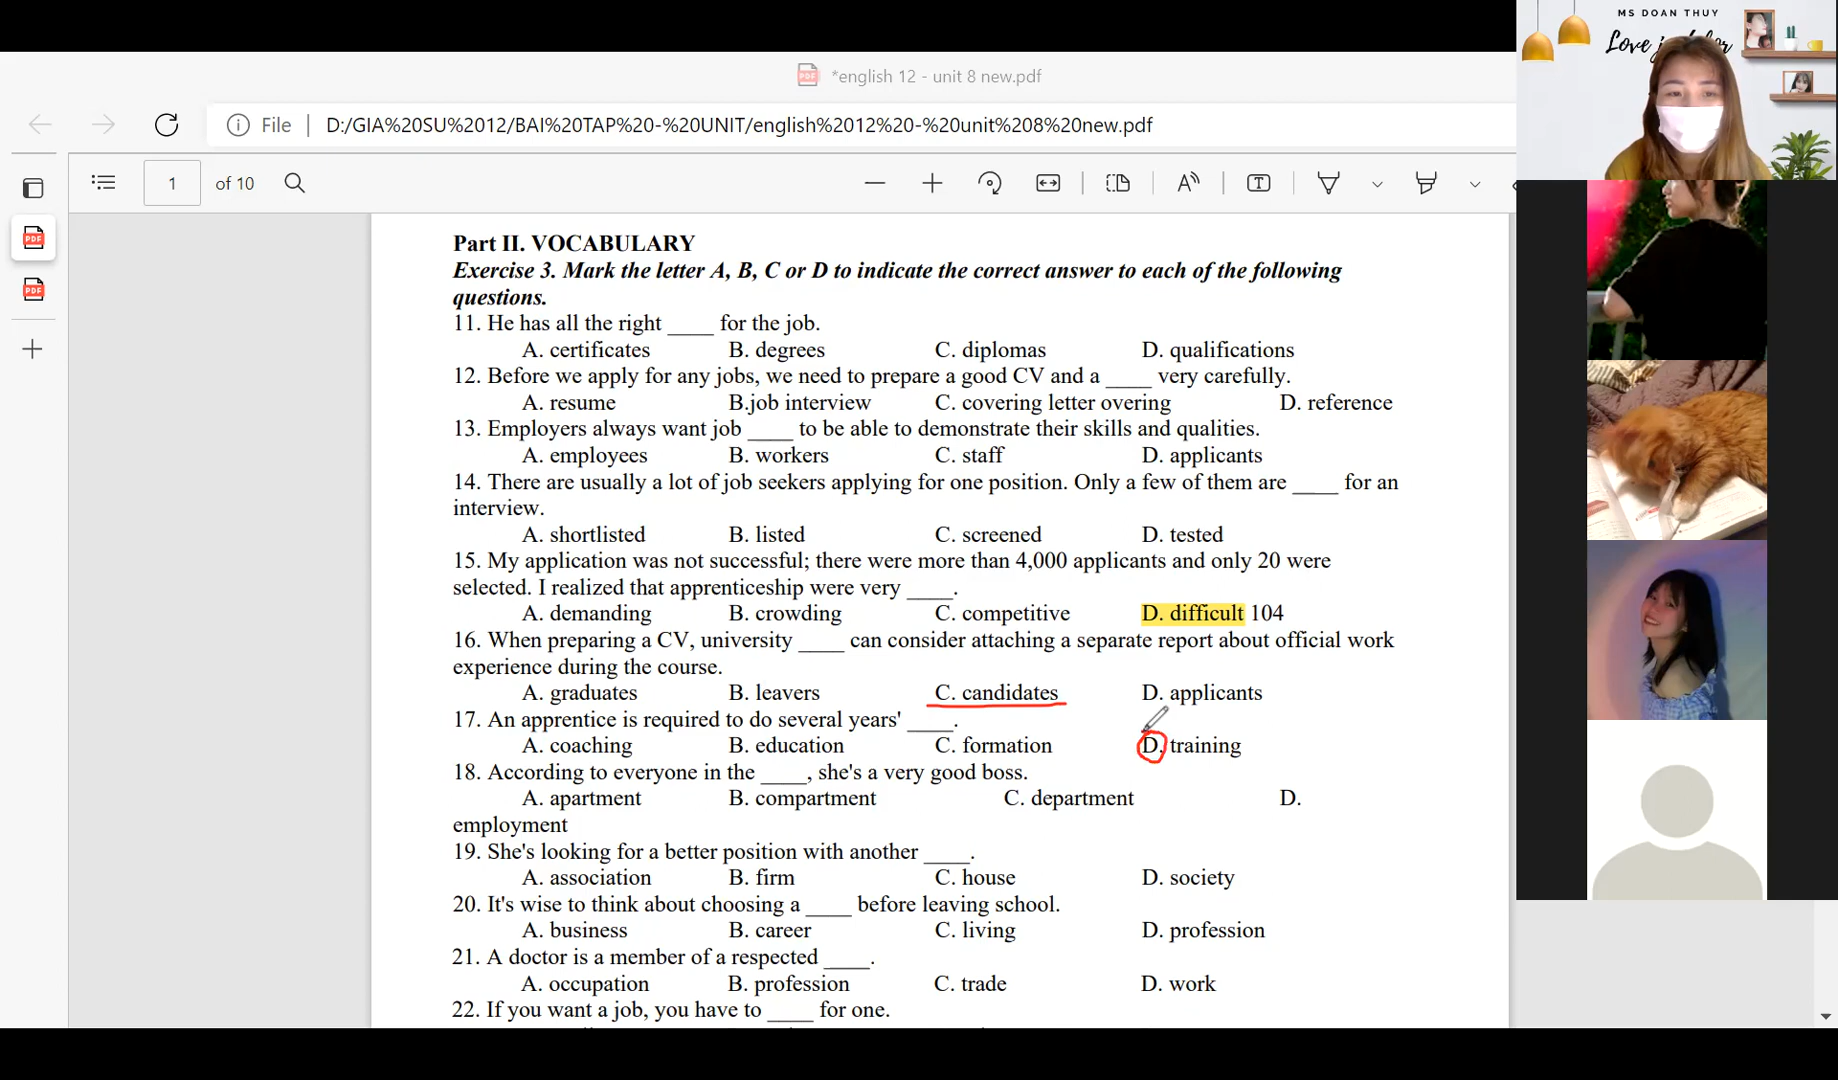 MS DOAN THUY
*english 12 - unit 8 new.pdf
File D:/GIA%20SU%2012/BAI%20TAP%20-%20UNIT/english%2012%20-%20unit%208%20new.pdf
1 of 10
Part II. VOCABULARY
Exercise 3. Mark the letter A, B, C or D to indicate the correct answer to each of the following
questions.
11. He has all the right ____ for the job.
A. certificates B. degrees C. diplomas D. qualifications
12. Before we apply for any jobs, we need to prepare a good CV and a ____ very carefully.
A. resume B.job interview C. covering letter overing D. reference
13. Employers always want job ____ to be able to demonstrate their skills and qualities.
A. employees B. workers C. staff D. applicants
14. There are usually a lot of job seekers applying for one position. Only a few of them are ____ for an
interview.
A. shortlisted B. listed C. screened D. tested
15. My application was not successful; there were more than 4,000 applicants and only 20 were
selected. I realized that apprenticeship were very ____.
A. demanding B. crowding C. competitive D. difficult 104
16. When preparing a CV, university ____ can consider attaching a separate report about official work
experience during the course.
A. graduates B. leavers C. candidates D. applicants
17. An apprentice is required to do several years' ____.
A. coaching B. education C. formation D. training
18. According to everyone in the ____, she's a very good boss.
A. apartment B. compartment C. department D.
employment
19. She's looking for a better position with another ____.
A. association B. firm C. house D. society
20. It's wise to think about choosing a ____ before leaving school.
A. business B. career C. living D. profession
21. A doctor is a member of a respected ____.
A. occupation B. profession C. trade D. work
22. If you want a job, you have to ____ for one.